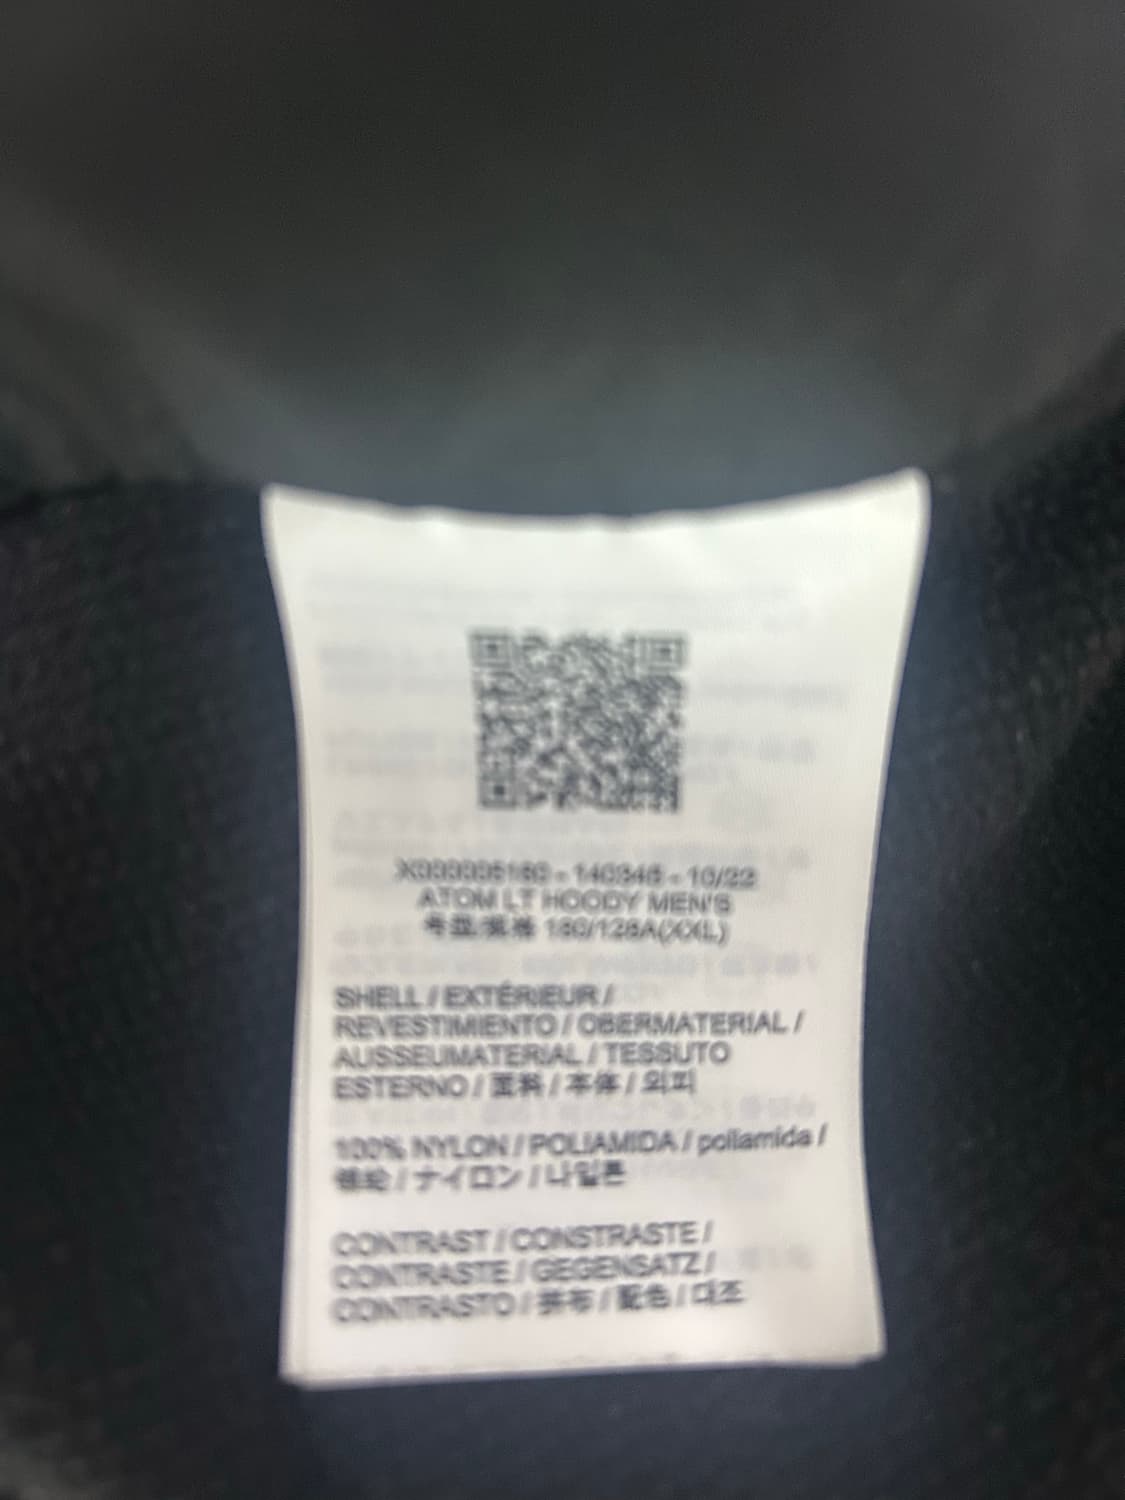 X000005160 - 140346 - 10/22
ATOM LT HOODY MEN'S
号型/规格 180/128A(XXL)
SHELL / EXTÉRIEUR /
REVESTIMIENTO / OBERMATERIAL /
AUSSEUMATERIAL / TESSUTO
ESTERNO / 面料 / 本体 / 외피
100% NYLON / POLIAMIDA / poliamida /
锦纶 / ナイロン / 나일론
CONTRAST / CONSTRASTE /
CONTRASTE / GEGENSATZ /
CONTRASTO / 拼布 / 配色 / 대조